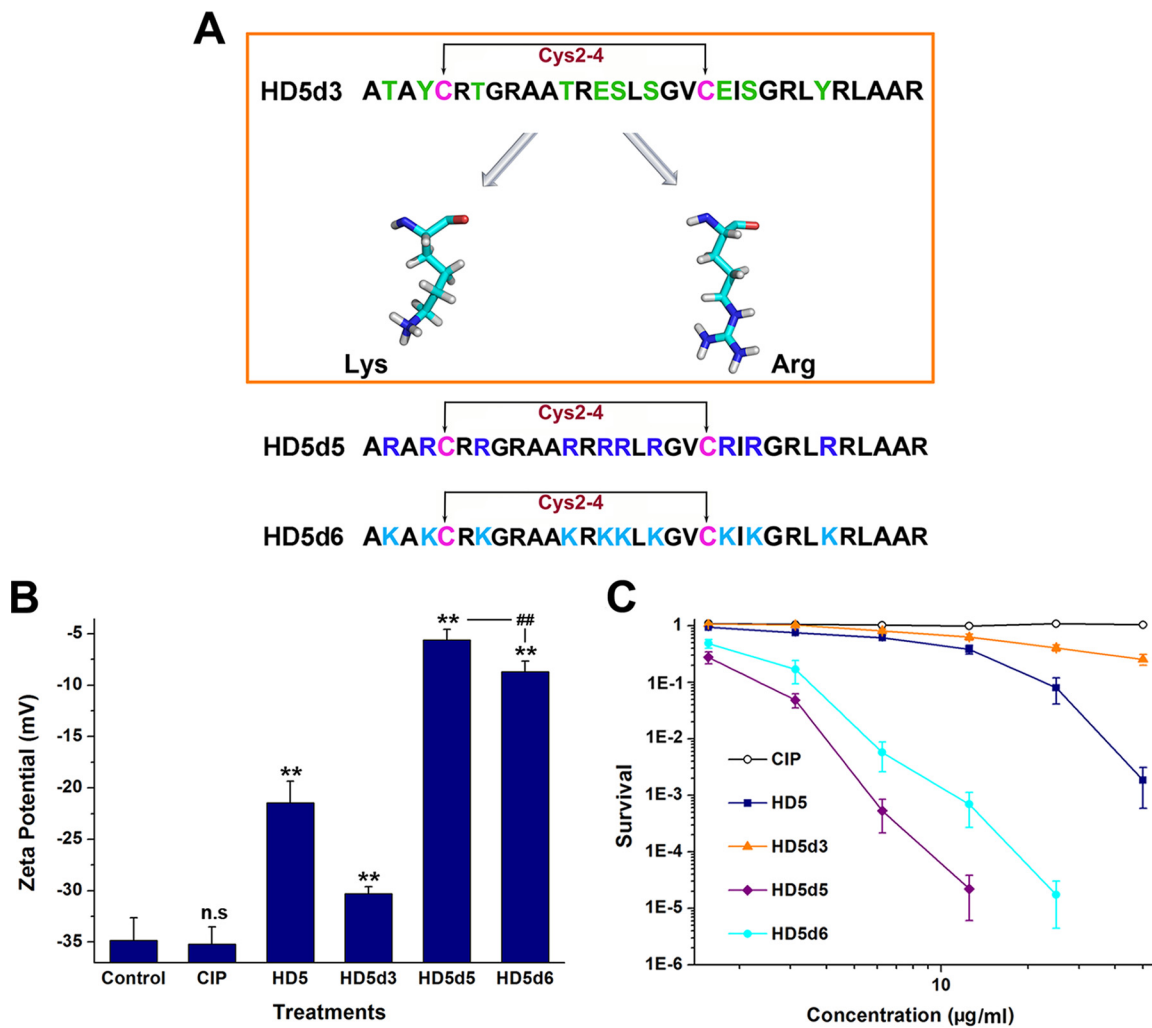 A
Cys2-4
HD5d3 ATAYCRTGRAATRESLSGVCEISGRLYRLAAR
Lys Arg
Cys2-4
HD5d5 ARARCRRGRAARRRRLRGVCRIRGRLRRLAAR
Cys2-4
HD5d6 AKAKCRKGRAAKRKKLKGVCKIKGRLKRLAAR
B
Zeta Potential (mV)
-5
-10
-15
-20
-25
-30
-35
n.s
**
**
**
##
**
Control CIP HD5 HD5d3 HD5d5 HD5d6
Treatments
C
Survival
1
1E-1
1E-2
1E-3
1E-4
1E-5
1E-6
CIP
HD5
HD5d3
HD5d5
HD5d6
10
Concentration (μg/ml)